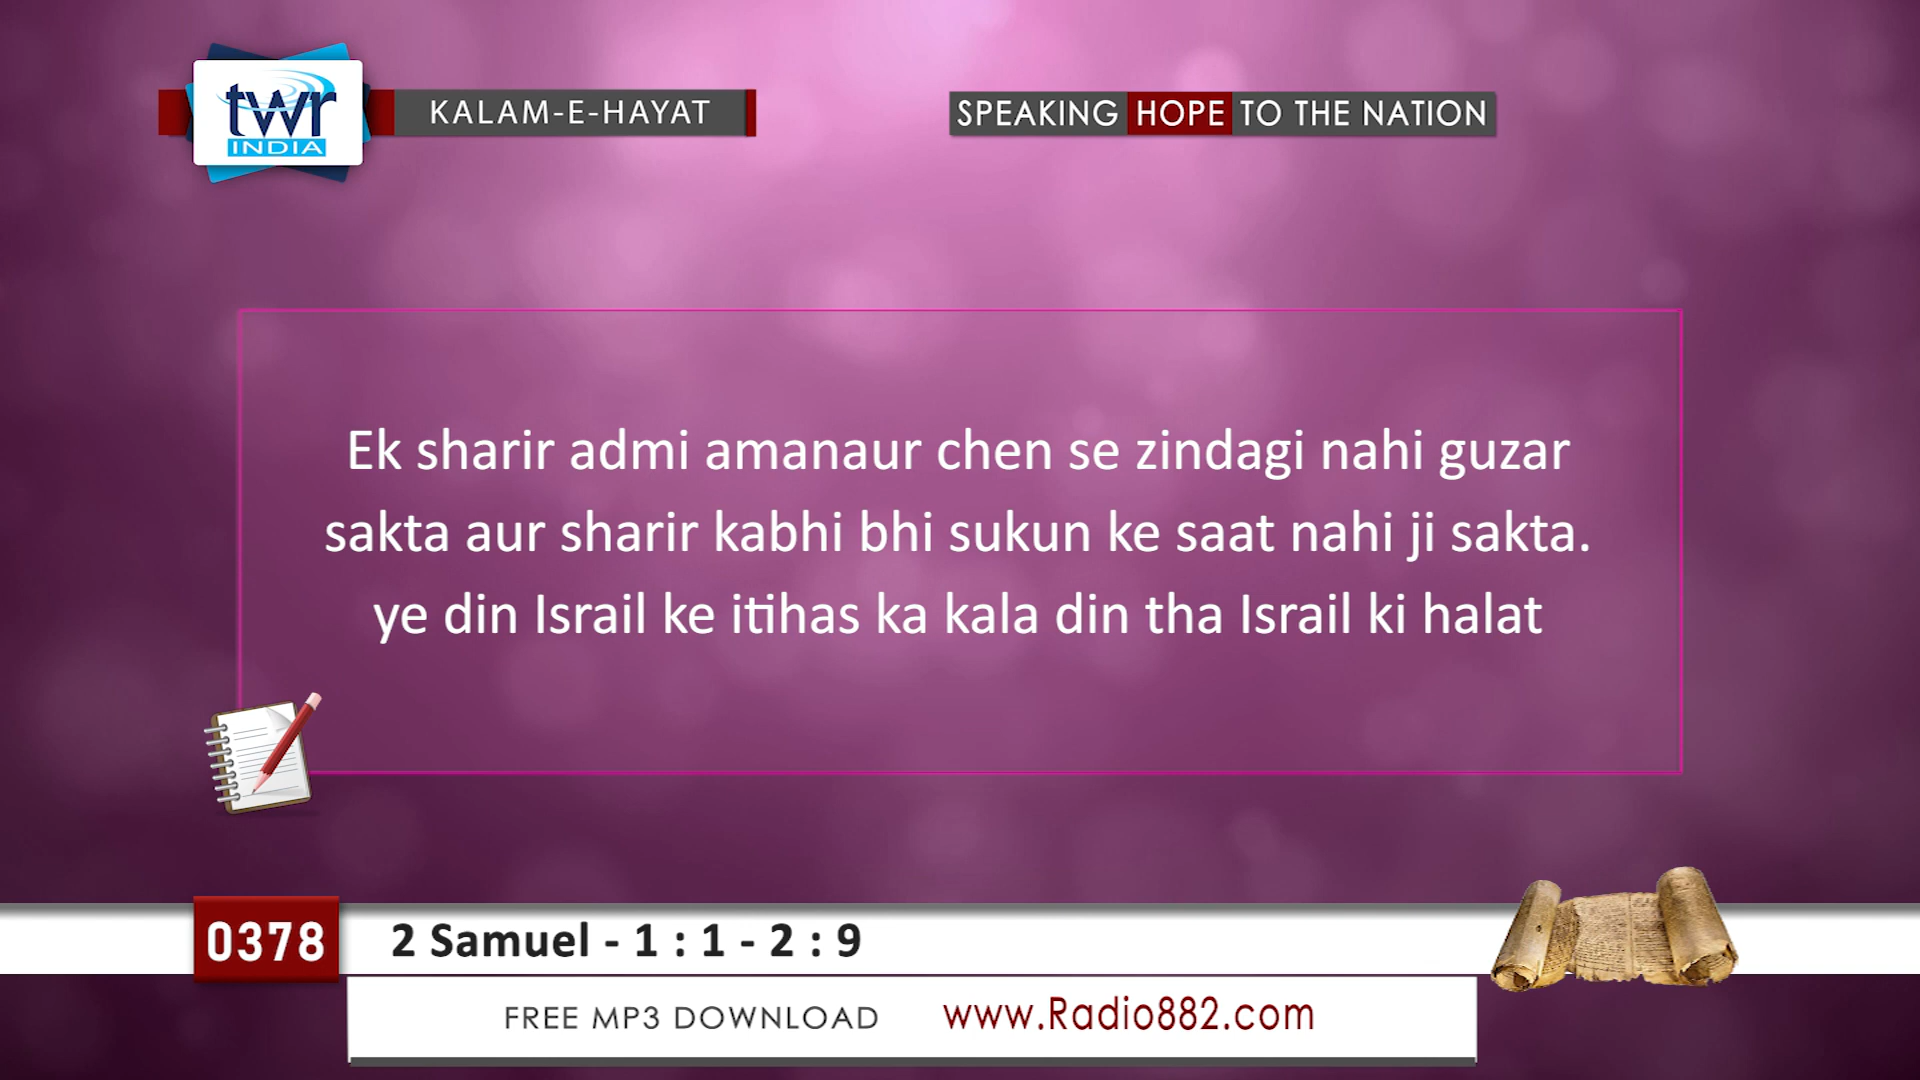 twr
INDIA
KALAM-E-HAYAT
SPEAKING HOPE TO THE NATION
Ek sharir admi amanaur chen se zindagi nahi guzar
sakta aur sharir kabhi bhi sukun ke saat nahi ji sakta.
ye din Israil ke itihas ka kala din tha Israil ki halat
0378
2 Samuel - 1 : 1 - 2 : 9
FREE MP3 DOWNLOAD www.Radio882.com